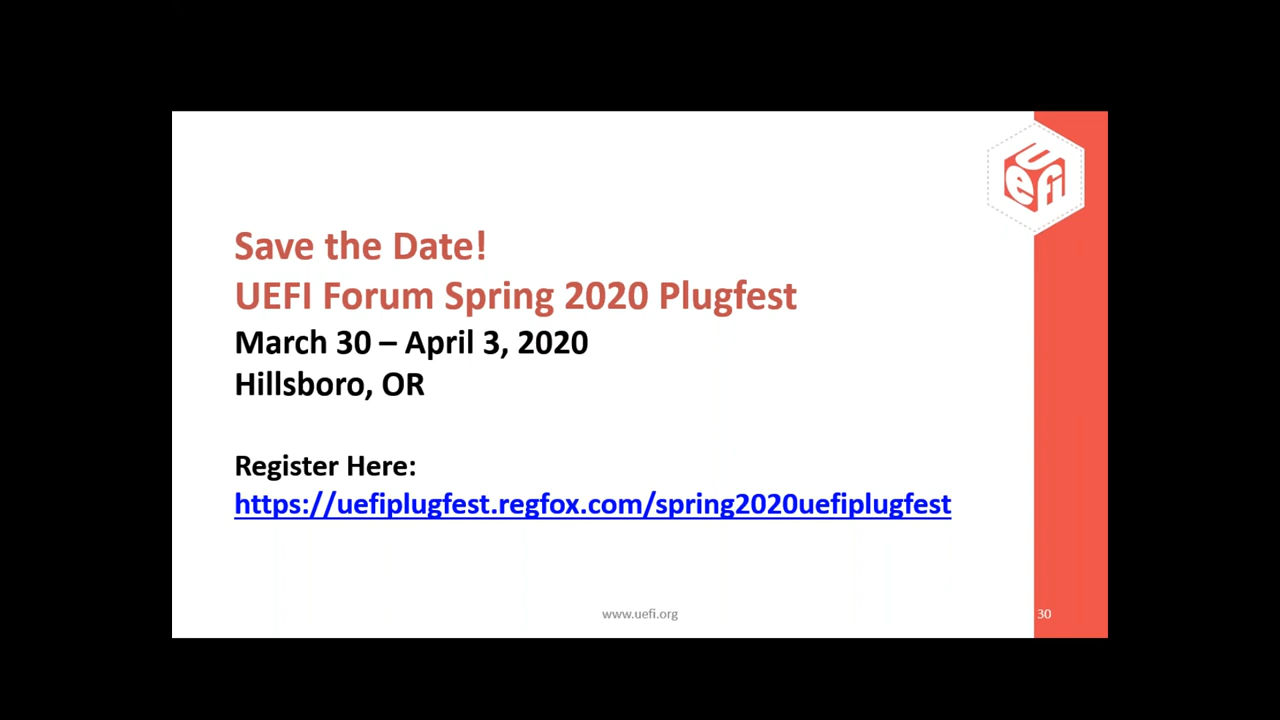 uefi
Save the Date!
UEFI Forum Spring 2020 Plugfest
March 30 – April 3, 2020
Hillsboro, OR
Register Here:
https://uefiplugfest.regfox.com/spring2020uefiplugfest
www.uefi.org
30